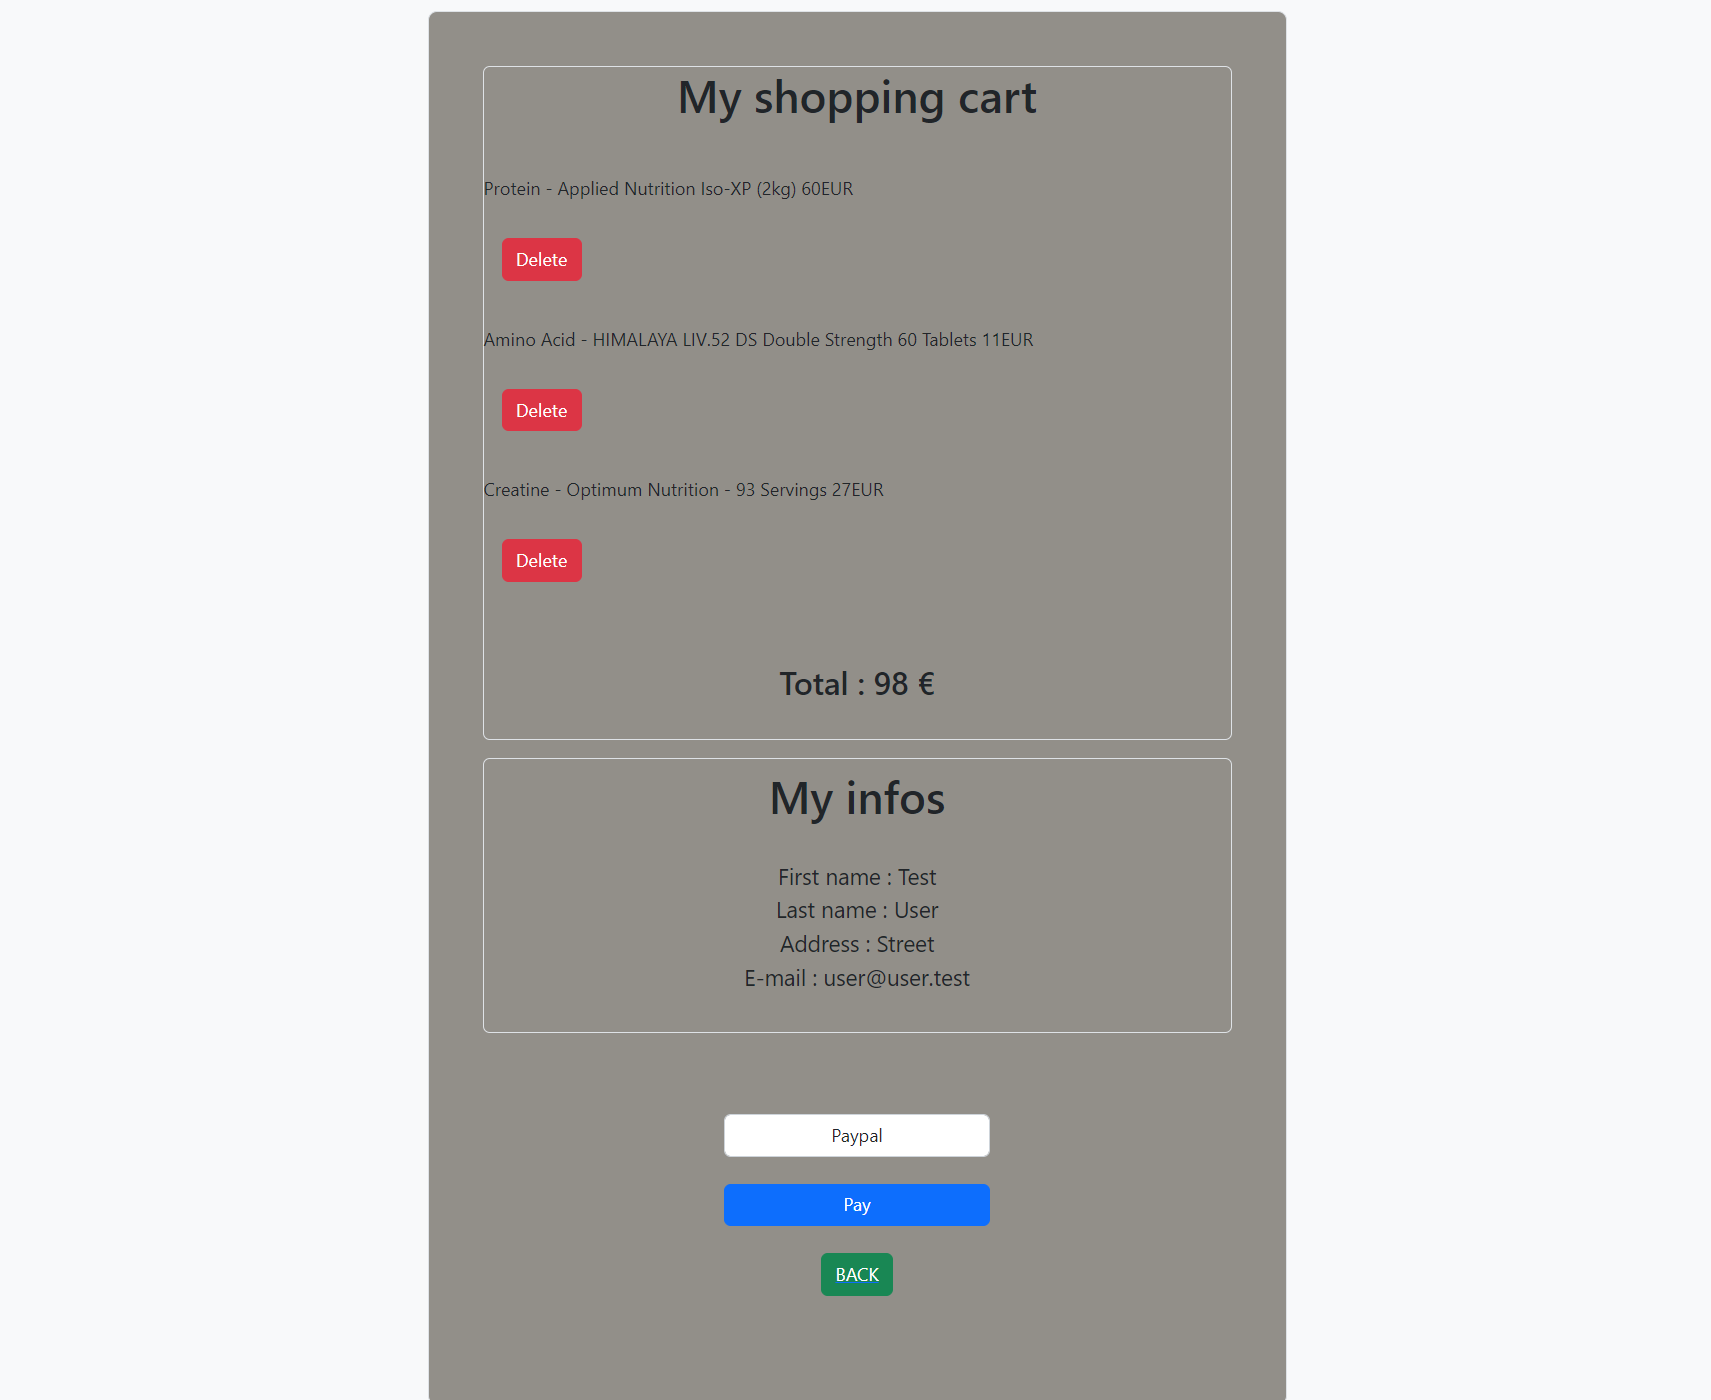 My shopping cart
Protein - Applied Nutrition Iso-XP (2kg) 60EUR
Delete
Amino Acid - HIMALAYA LIV.52 DS Double Strength 60 Tablets 11EUR
Delete
Creatine - Optimum Nutrition - 93 Servings 27EUR
Delete
Total : 98 €
My infos
First name : Test
Last name : User
Address : Street
E-mail : user@user.test
Paypal
Pay
BACK